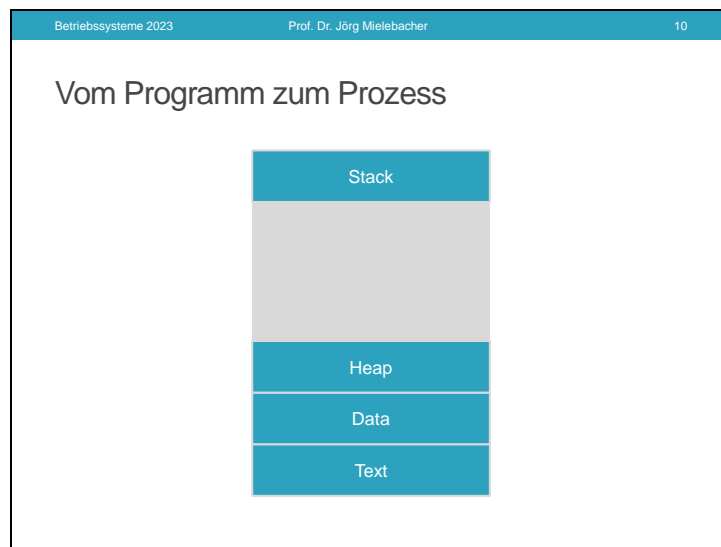 Betriebssysteme 2023 Prof. Dr. Jörg Mielebacher 10
Vom Programm zum Prozess
Stack
Heap
Data
Text